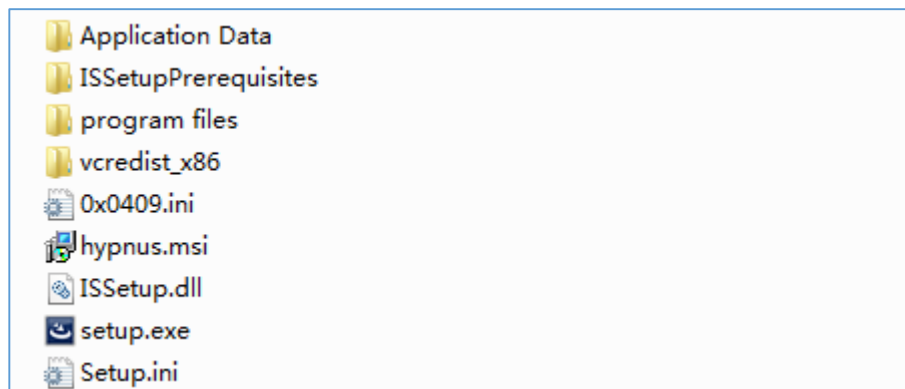 Application Data
ISSetupPrerequisites
program files
vcredist_x86
0x0409.ini
hypnus.msi
ISSetup.dll
setup.exe
Setup.ini